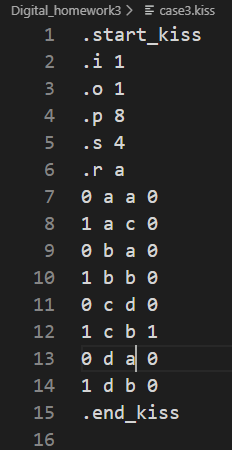 Digital_homework3 > case3.kiss
1 .start_kiss
2 .i 1
3 .o 1
4 .p 8
5 .s 4
6 .r a
7 0 a a 0
8 1 a c 0
9 0 b a 0
10 1 b b 0
11 0 c d 0
12 1 c b 1
13 0 d a 0
14 1 d b 0
15 .end_kiss
16